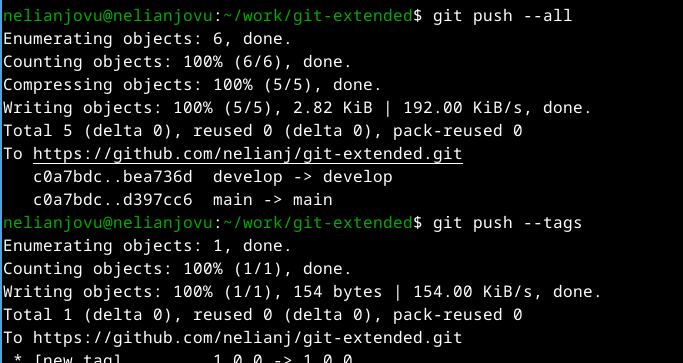 nelianjovu@nelianjovu:~/work/git-extended$ git push --all
Enumerating objects: 6, done.
Counting objects: 100% (6/6), done.
Compressing objects: 100% (5/5), done.
Writing objects: 100% (5/5), 2.82 KiB | 192.00 KiB/s, done.
Total 5 (delta 0), reused 0 (delta 0), pack-reused 0
To https://github.com/nelianj/git-extended.git
   c0a7bdc..bea736d  develop -> develop
   c0a7bdc..d397cc6  main -> main
nelianjovu@nelianjovu:~/work/git-extended$ git push --tags
Enumerating objects: 1, done.
Counting objects: 100% (1/1), done.
Writing objects: 100% (1/1), 154 bytes | 154.00 KiB/s, done.
Total 1 (delta 0), reused 0 (delta 0), pack-reused 0
To https://github.com/nelianj/git-extended.git
 * [new tag]         1.0.0 -> 1.0.0